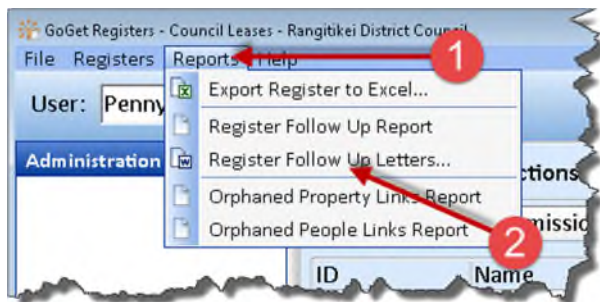 GoGet Registers - Council Leases - Rangitikei District Council
File Registers Reports Help
1
User: Penny
Export Register to Excel...
Register Follow Up Report
Administration
Register Follow Up Letters...
ctions
Orphaned Property Links Report
Orphaned People Links Report
missio
2
ID Name